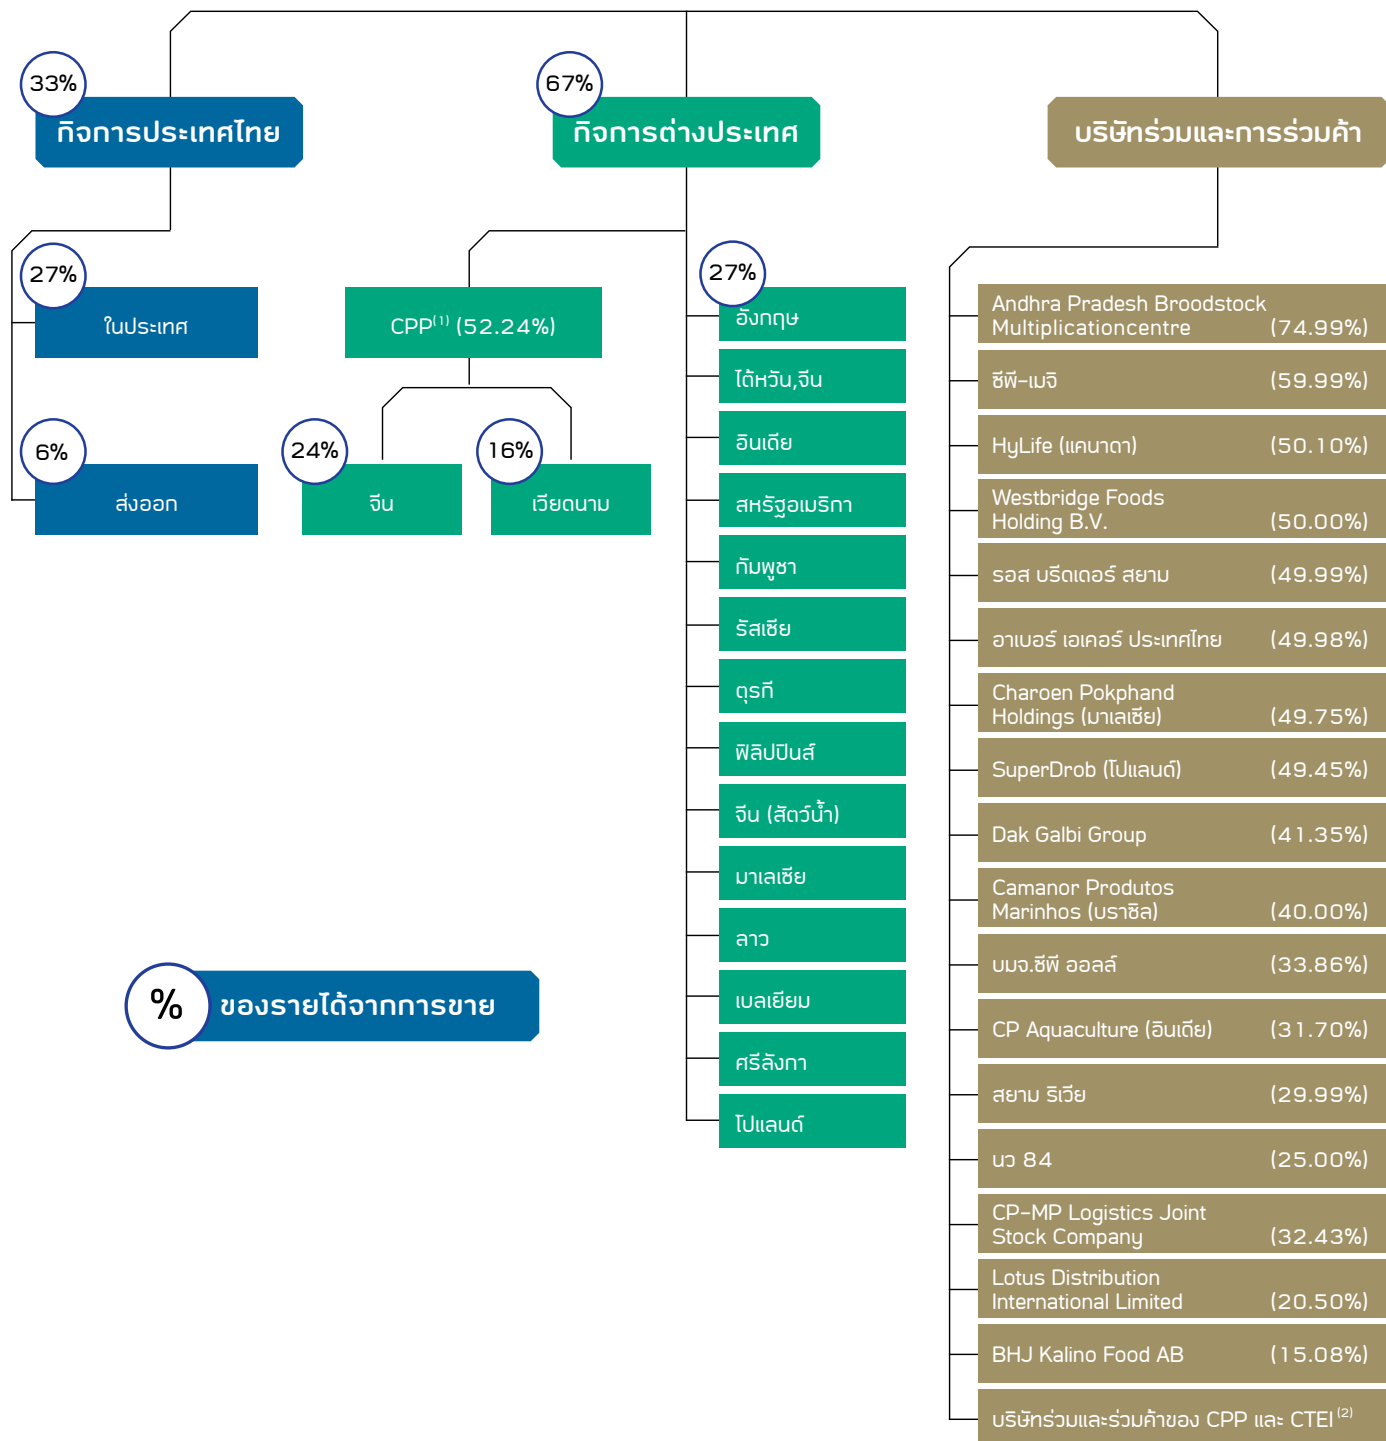 33%
กิจการประเทศไทย
67%
กิจการต่างประเทศ
บริษัทร่วมและการร่วมค้า
27%
ในประเทศ
6%
ส่งออก
CPP(1) (52.24%)
24%
จีน
16%
เวียดนาม
27%
อังกฤษ
ไต้หวัน,จีน
อินเดีย
สหรัฐอเมริกา
กัมพูชา
รัสเซีย
ตุรกี
ฟิลิปปินส์
จีน (สัตว์น้ำ)
มาเลเซีย
ลาว
เบลเยียม
ศรีลังกา
โปแลนด์
Andhra Pradesh Broodstock
Multiplicationcentre (74.99%)
ซีพี-เมจิ (59.99%)
HyLife (แคนาดา) (50.10%)
Westbridge Foods
Holding B.V. (50.00%)
รอส บรีดเดอร์ สยาม (49.99%)
อาเบอร์ เอเคอร์ ประเทศไทย (49.98%)
Charoen Pokphand
Holdings (มาเลเซีย) (49.75%)
SuperDrob (โปแลนด์) (49.45%)
Dak Galbi Group (41.35%)
Camanor Produtos
Marinhos (บราซิล) (40.00%)
บมจ.ซีพี ออลล์ (33.86%)
CP Aquaculture (อินเดีย) (31.70%)
สยาม ริเวีย (29.99%)
นว 84 (25.00%)
CP-MP Logistics Joint
Stock Company (32.43%)
Lotus Distribution
International Limited (20.50%)
BHJ Kalino Food AB (15.08%)
บริษัทร่วมและร่วมค้าของ CPP และ CTEI (2)
% ของรายได้จากการขาย